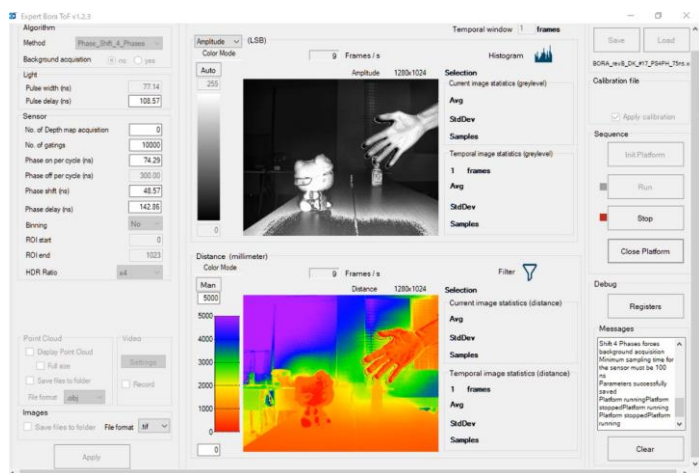 Expert Bora ToF v1.2.3
Algorithm
Method Phase_Shift_4_Phases
Background acquation no yes
Light
Pulse width (ns) 77.14
Pulse delay (ns) 108.57
Sensor
No. of Depth map acquistion 0
No. of gatings 10000
Phase on per cycle (ns) 74.29
Phase off per cycle (ns) 300.00
Phase shift (ns) 48.57
Phase delay (ns) 142.86
Binning No
ROI start 0
ROI end 1023
HDR Ratio x4
Point Cloud
Display Point Cloud
Full size
Save files to folder
File format .obj
Video
Settings
Record
Images
Save files to folder File format tif
Apply
Temporal window 1 frames
Amplitude (LSB)
Color Mode
9 Frames / s
Histogram
Auto
Amplitude 1280x1024
255
0
Selection
Current image statistics (greylevel)
Avg
StdDev
Samples
Temporal image statistics (greylevel)
1 frames
Avg
StdDev
Samples
Distance (millimeter)
Color Mode
9 Frames / s
Filter
Man
Distance 1280x1024
5000
5000
4000
3000
2000
1000
0
0
Selection
Current image statistics (distance)
Avg
StdDev
Samples
Temporal image statistics (distance)
1 frames
Avg
StdDev
Samples
Save Load
BORA_revB_DK_#17_PS4PH_75ns.x
Calibration file
Apply calibration
Sequence
Init Platform
Run
Stop
Close Platform
Debug
Registers
Messages
Shift 4 Phases forces
background acquisition
Minimum sampling time for
the sensor must be 100
ns
Parameters successfully
saved
Platform runningPlatform
stoppedPlatform running
Platform stoppedPlatform
running
Clear